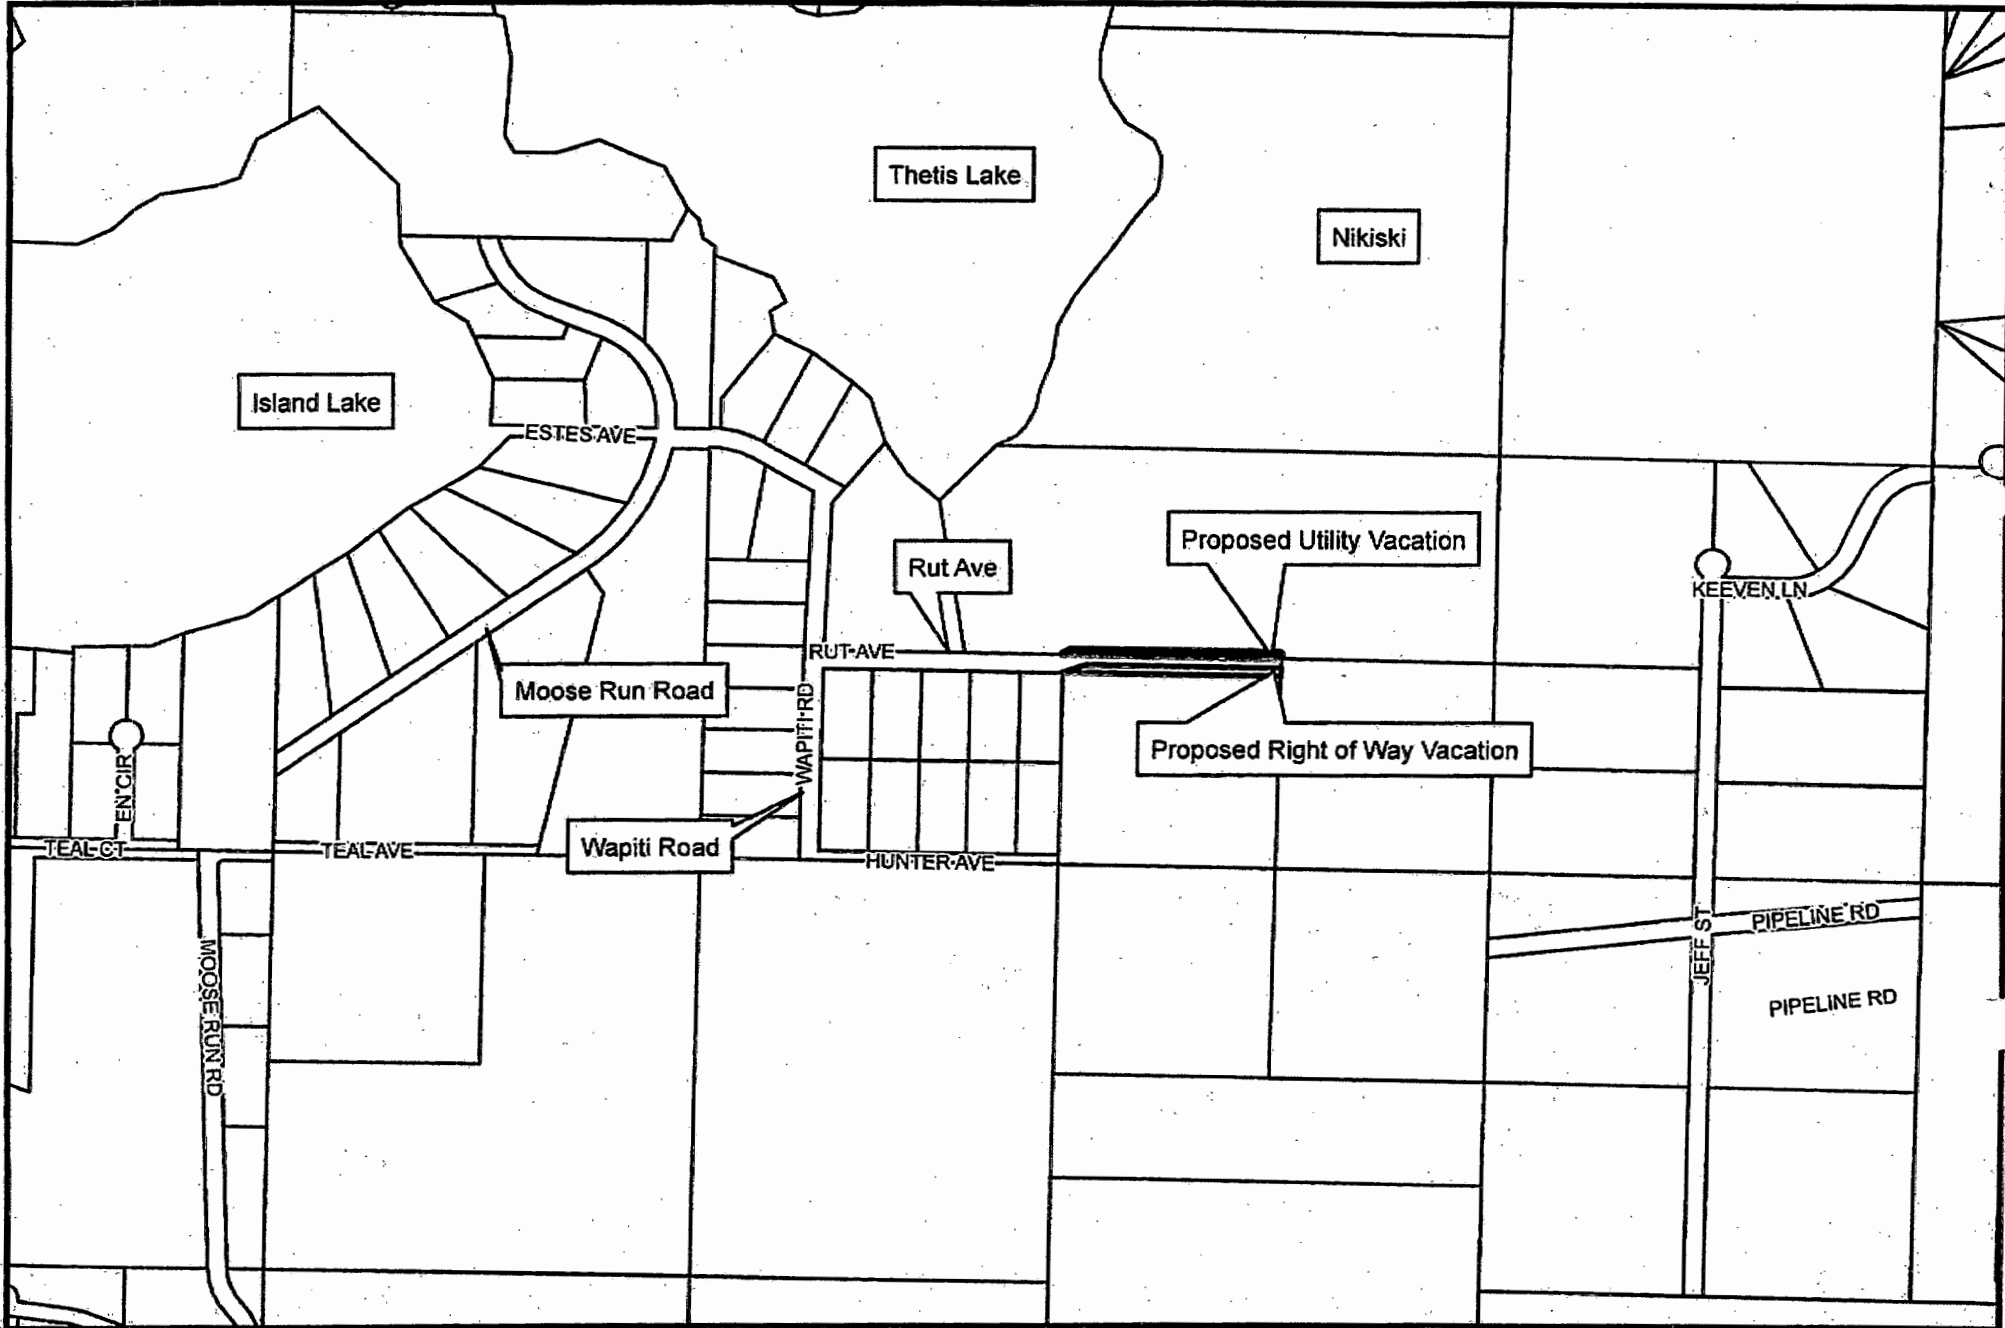 Thetis Lake
Nikiski
Island Lake
ESTES AVE
Proposed Utility Vacation
Rut Ave
KEEVEN LN
RUT AVE
Moose Run Road
WAPITI RD
Proposed Right of Way Vacation
EN CIR
Wapiti Road
TEAL CT
TEAL AVE
HUNTER AVE
PIPELINE RD
JEFF ST
MOOSE RUN RD
PIPELINE RD